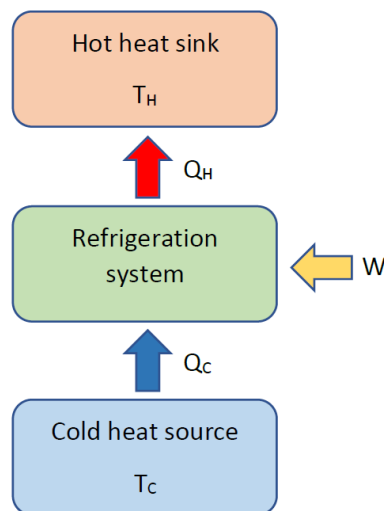 Hot heat sink
TH
QH
Refrigeration
system
W
QC
Cold heat source
TC